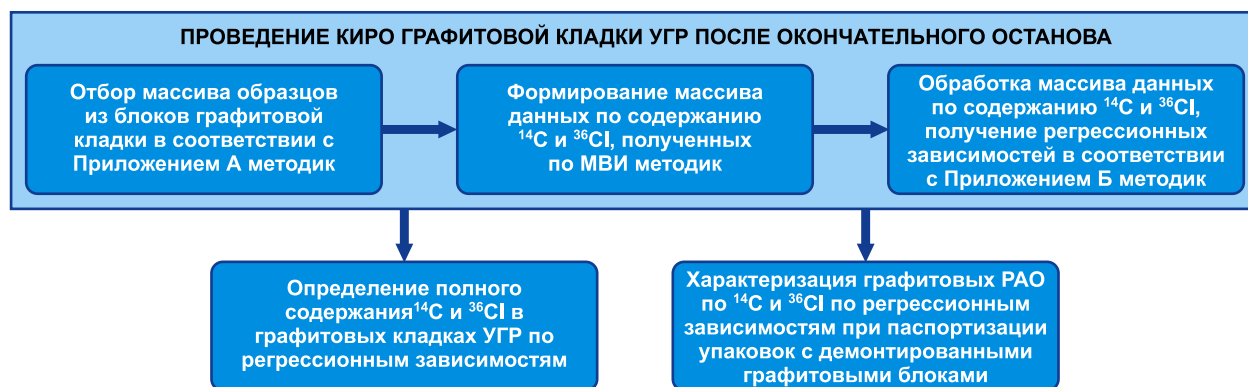 ПРОВЕДЕНИЕ КИРО ГРАФИТОВОЙ КЛАДКИ УГР ПОСЛЕ ОКОНЧАТЕЛЬНОГО ОСТАНОВА
Отбор массива образцов
из блоков графитовой
кладки в соответствии с
Приложением А методик
Формирование массива
данных по содержанию
¹⁴C и ³⁶Cl, полученных
по МВИ методик
Обработка массива данных
по содержанию ¹⁴C и ³⁶Cl,
получение регрессионных
зависимостей в соответствии
с Приложением Б методик
Определение полного
содержания¹⁴C и ³⁶Cl в
графитовых кладках УГР по
регрессионным зависимостям
Характеризация графитовых РАО
по ¹⁴C и ³⁶Cl по регрессионным
зависимостям при паспортизации
упаковок с демонтированными
графитовыми блоками